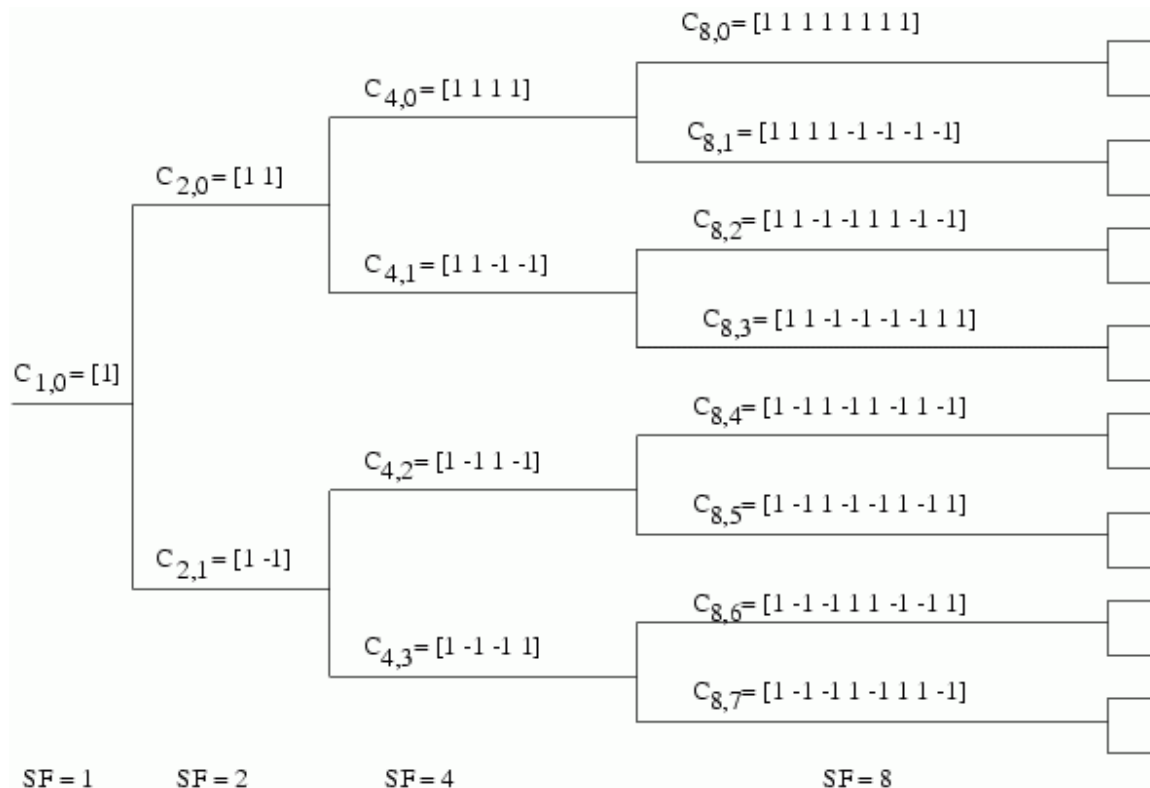 C8,0= [1 1 1 1 1 1 1 1]
C4,0= [1 1 1 1]
C8,1= [1 1 1 1 -1 -1 -1 -1]
C2,0= [1 1]
C8,2= [1 1 -1 -1 1 1 -1 -1]
C4,1= [1 1 -1 -1]
C8,3= [1 1 -1 -1 -1 -1 1 1]
C1,0= [1]
C8,4= [1 -1 1 -1 1 -1 1 -1]
C4,2= [1 -1 1 -1]
C8,5= [1 -1 1 -1 -1 1 -1 1]
C2,1= [1 -1]
C8,6= [1 -1 -1 1 1 -1 -1 1]
C4,3= [1 -1 -1 1]
C8,7= [1 -1 -1 1 -1 1 1 -1]
SF = 1
SF = 2
SF = 4
SF = 8